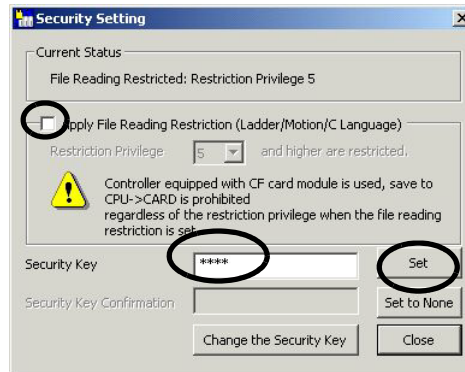 Security Setting
Current Status
File Reading Restricted: Restriction Privilege 5
Apply File Reading Restriction (Ladder/Motion/C Language)
Restriction Privilege 5 and higher are restricted.
Controller equipped with CF card module is used, save to
CPU->CARD is prohibited
regardless of the restriction privilege when the file reading
restriction is set.
Security Key **** Set
Security Key Confirmation Set to None
Change the Security Key Close